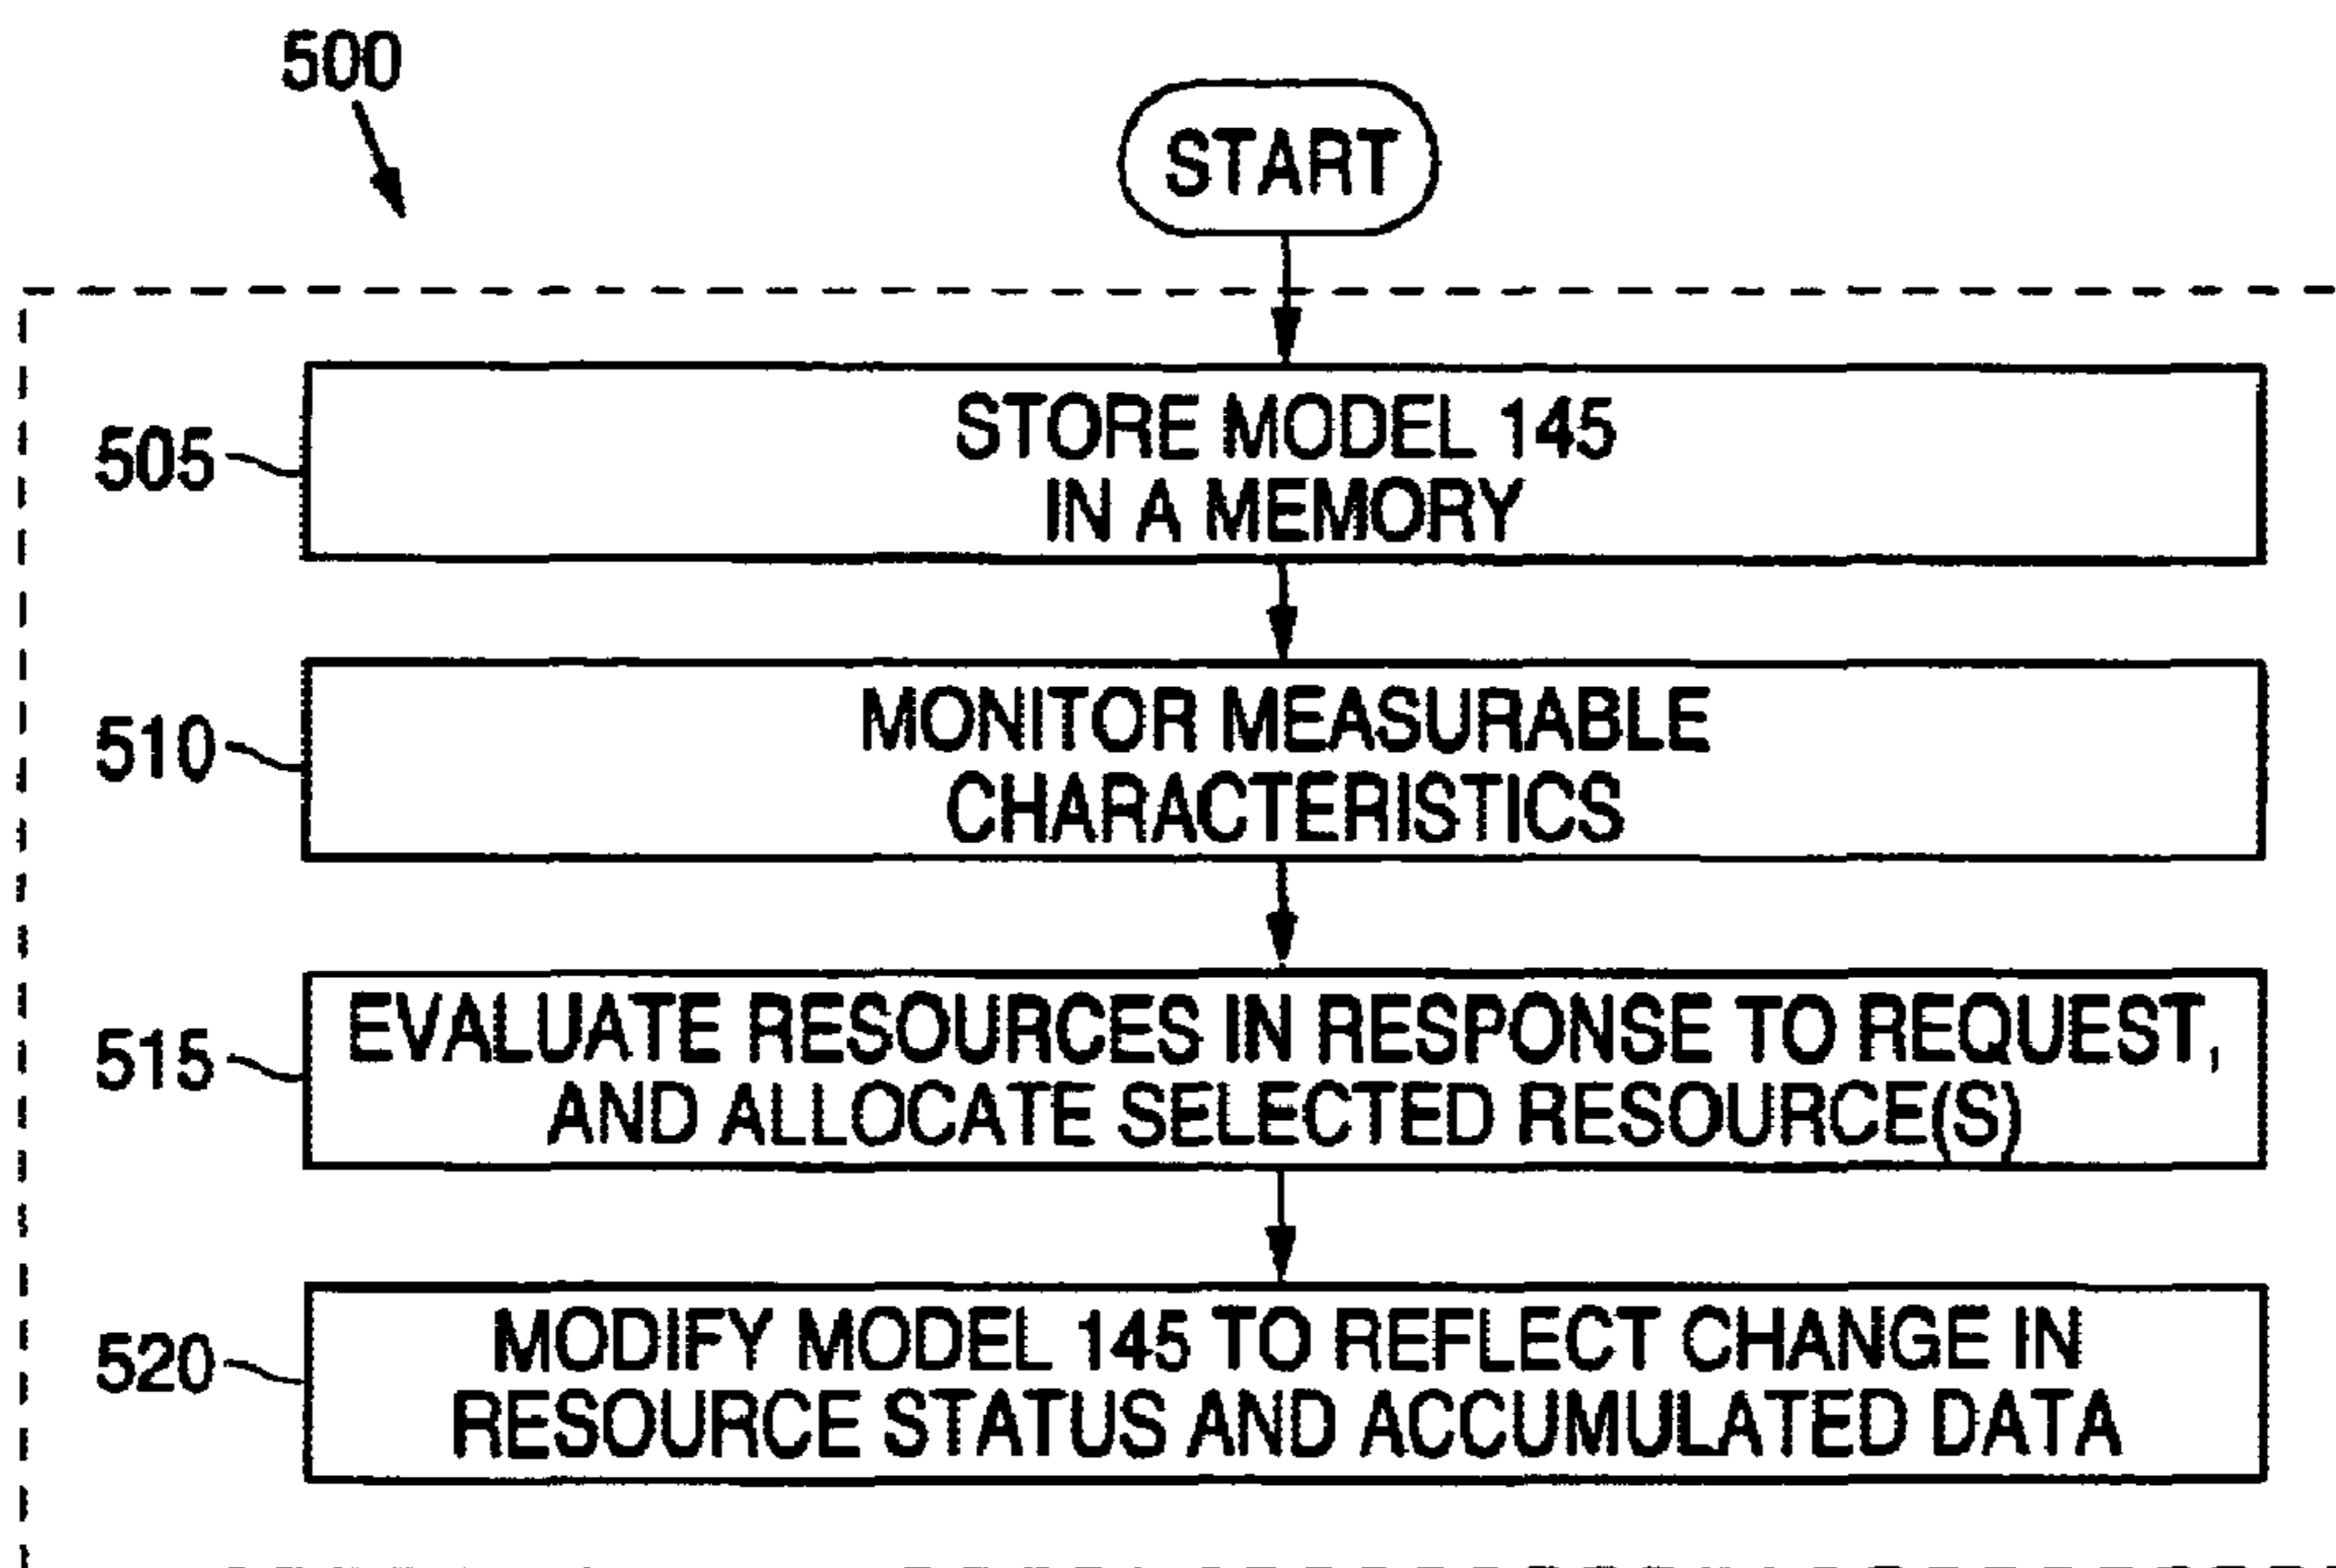 500
START
505
STORE MODEL 145
IN A MEMORY
510
MONITOR MEASURABLE
CHARACTERISTICS
515
EVALUATE RESOURCES IN RESPONSE TO REQUEST,
AND ALLOCATE SELECTED RESOURCE(S)
520
MODIFY MODEL 145 TO REFLECT CHANGE IN
RESOURCE STATUS AND ACCUMULATED DATA